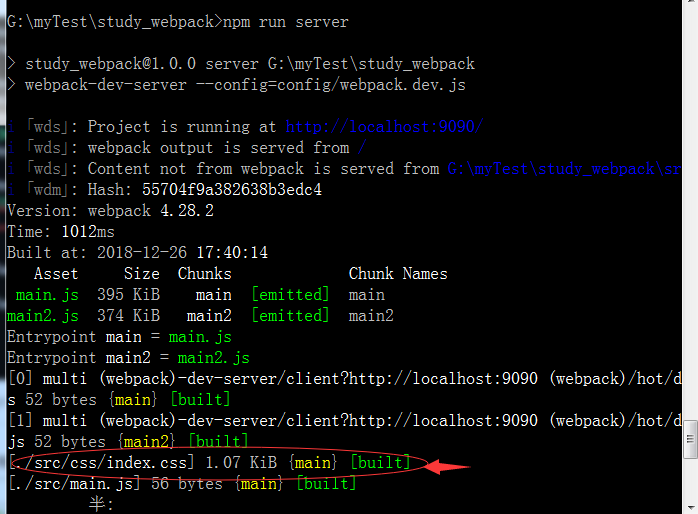 G:\myTest\study_webpack>npm run server
> study_webpack@1.0.0 server G:\myTest\study_webpack
> webpack-dev-server --config=config/webpack.dev.js
i 「wds」: Project is running at http://localhost:9090/
i 「wds」: webpack output is served from /
i 「wds」: Content not from webpack is served from G:\myTest\study_webpack\sr
i 「wdm」: Hash: 55704f9a382638b3edc4
Version: webpack 4.28.2
Time: 1012ms
Built at: 2018-12-26 17:40:14
Asset Size Chunks Chunk Names
main.js 395 KiB main [emitted] main
main2.js 374 KiB main2 [emitted] main2
Entrypoint main = main.js
Entrypoint main2 = main2.js
[0] multi (webpack)-dev-server/client?http://localhost:9090 (webpack)/hot/d
s 52 bytes {main} [built]
[1] multi (webpack)-dev-server/client?http://localhost:9090 (webpack)/hot/d
js 52 bytes {main2} [built]
[./src/css/index.css] 1.07 KiB {main} [built]
[./src/main.js] 56 bytes {main} [built]
半: